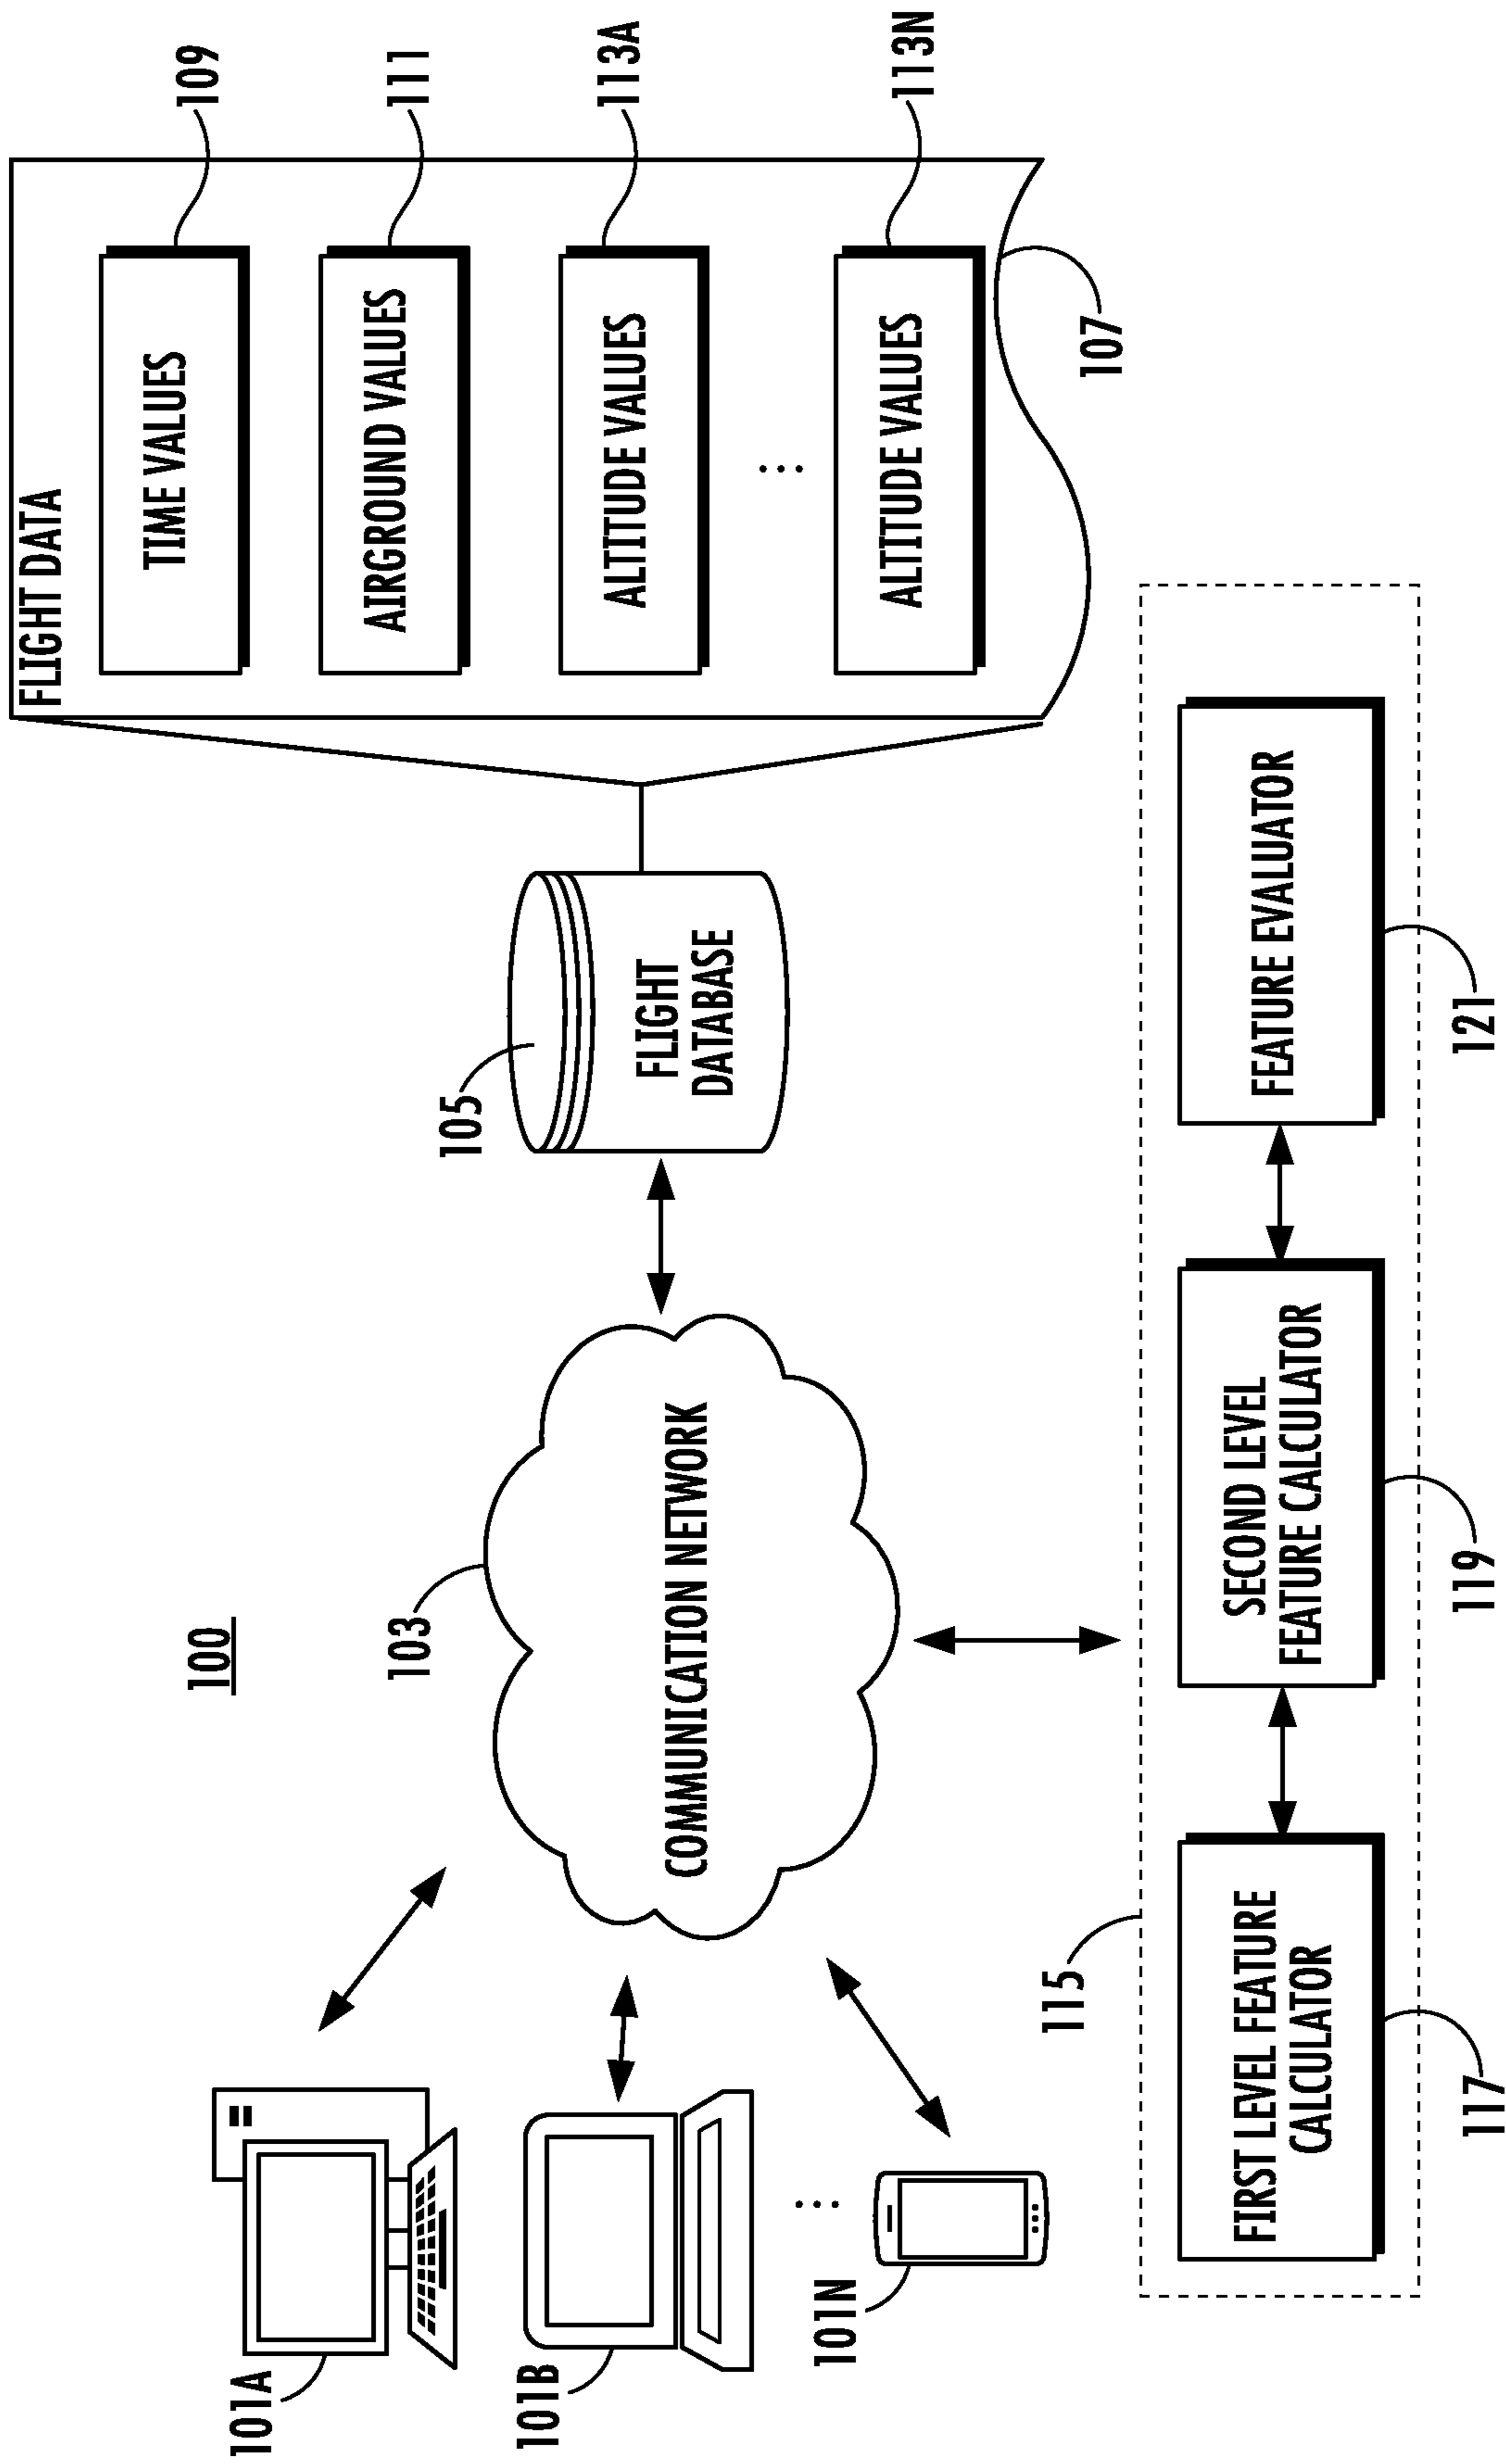 100
101A
101B
...
101N
103
COMMUNICATION NETWORK
105
FLIGHT
DATABASE
FLIGHT DATA
TIME VALUES
109
AIRGROUND VALUES
111
ALTITUDE VALUES
113A
...
ALTITUDE VALUES
113N
107
115
FIRST LEVEL FEATURE
CALCULATOR
117
SECOND LEVEL
FEATURE CALCULATOR
119
FEATURE EVALUATOR
121